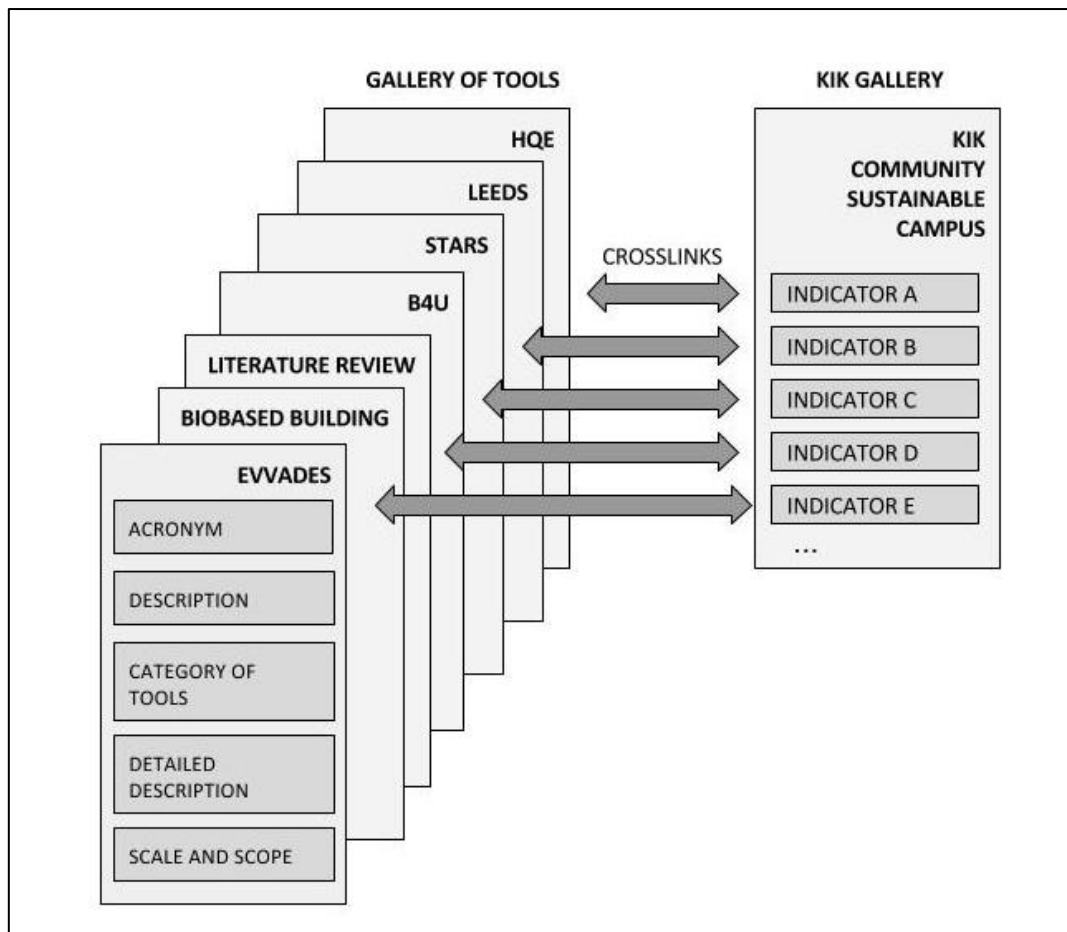 GALLERY OF TOOLS
KIK GALLERY
HQE
LEEDS
STARS
B4U
LITERATURE REVIEW
BIOBASED BUILDING
EVVADES
ACRONYM
DESCRIPTION
CATEGORY OF
TOOLS
DETAILED
DESCRIPTION
SCALE AND SCOPE
CROSSLINKS
KIK
COMMUNITY
SUSTAINABLE
CAMPUS
INDICATOR A
INDICATOR B
INDICATOR C
INDICATOR D
INDICATOR E
...